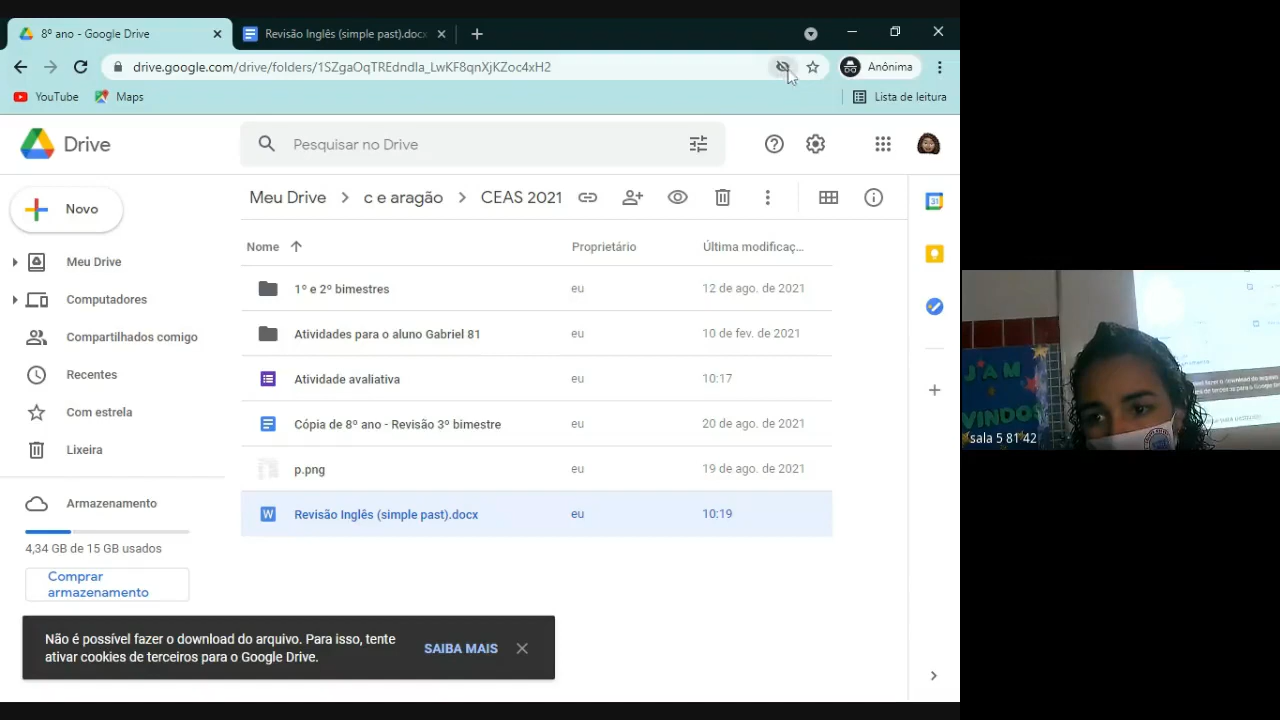 8º ano - Google Drive
Revisão Inglês (simple past).docx
drive.google.com/drive/folders/1SZgaOqTREdndla_LwKF8qnXjKZoc4xH2
Anônima
YouTube
Maps
Lista de leitura
Drive
Pesquisar no Drive
Novo
Meu Drive
c e aragão
CEAS 2021
31
Nome
Proprietário
Última modificaç...
Meu Drive
Computadores
Compartilhados comigo
Recentes
Com estrela
Lixeira
Armazenamento
4,34 GB de 15 GB usados
Comprar
armazenamento
1º e 2º bimestres
eu
12 de ago. de 2021
Atividades para o aluno Gabriel 81
eu
10 de fev. de 2021
Atividade avaliativa
eu
10:17
Cópia de 8º ano - Revisão 3º bimestre
eu
20 de ago. de 2021
p.png
eu
19 de ago. de 2021
W
Revisão Inglês (simple past).docx
eu
10:19
Não é possível fazer o download do arquivo. Para isso, tente
ativar cookies de terceiros para o Google Drive.
SAIBA MAIS
JAM
VINDOS
sala 5 81 42